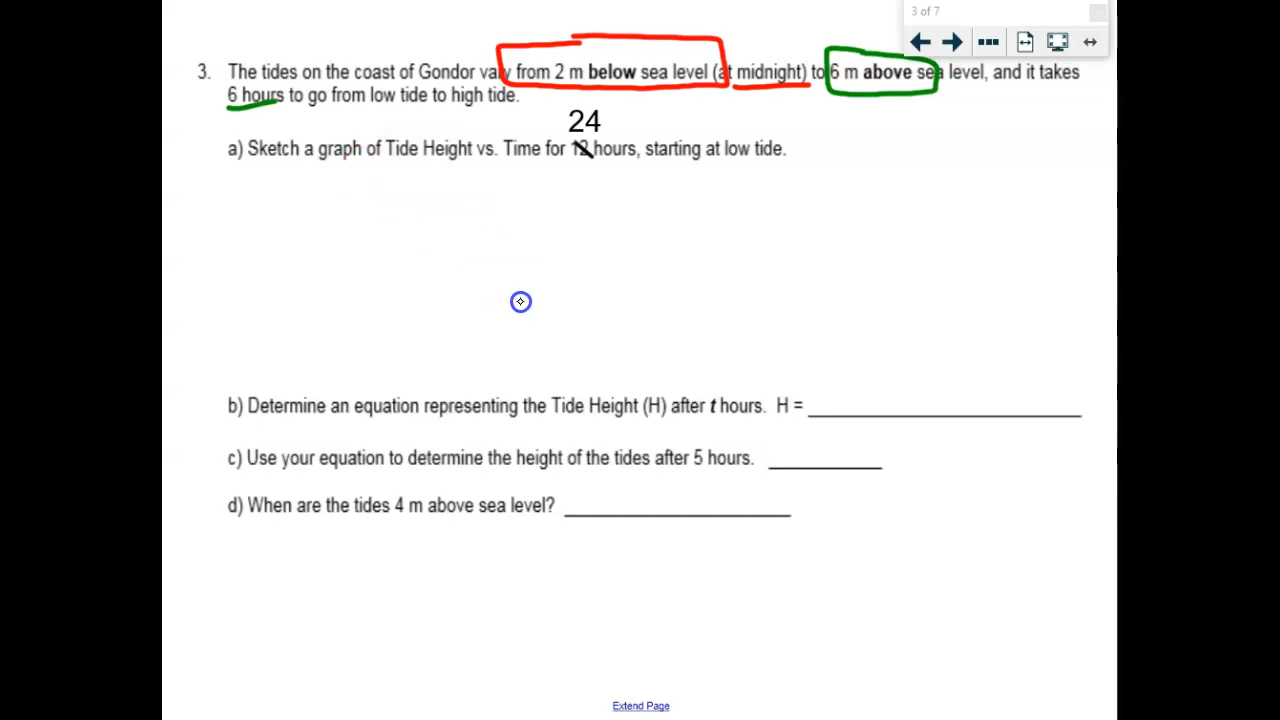 3 of 7
3. The tides on the coast of Gondor vary from 2 m below sea level (at midnight) to 6 m above sea level, and it takes
6 hours to go from low tide to high tide.
24
a) Sketch a graph of Tide Height vs. Time for 12 hours, starting at low tide.
b) Determine an equation representing the Tide Height (H) after t hours. H = ____________________
c) Use your equation to determine the height of the tides after 5 hours. __________
d) When are the tides 4 m above sea level? ____________________
Extend Page